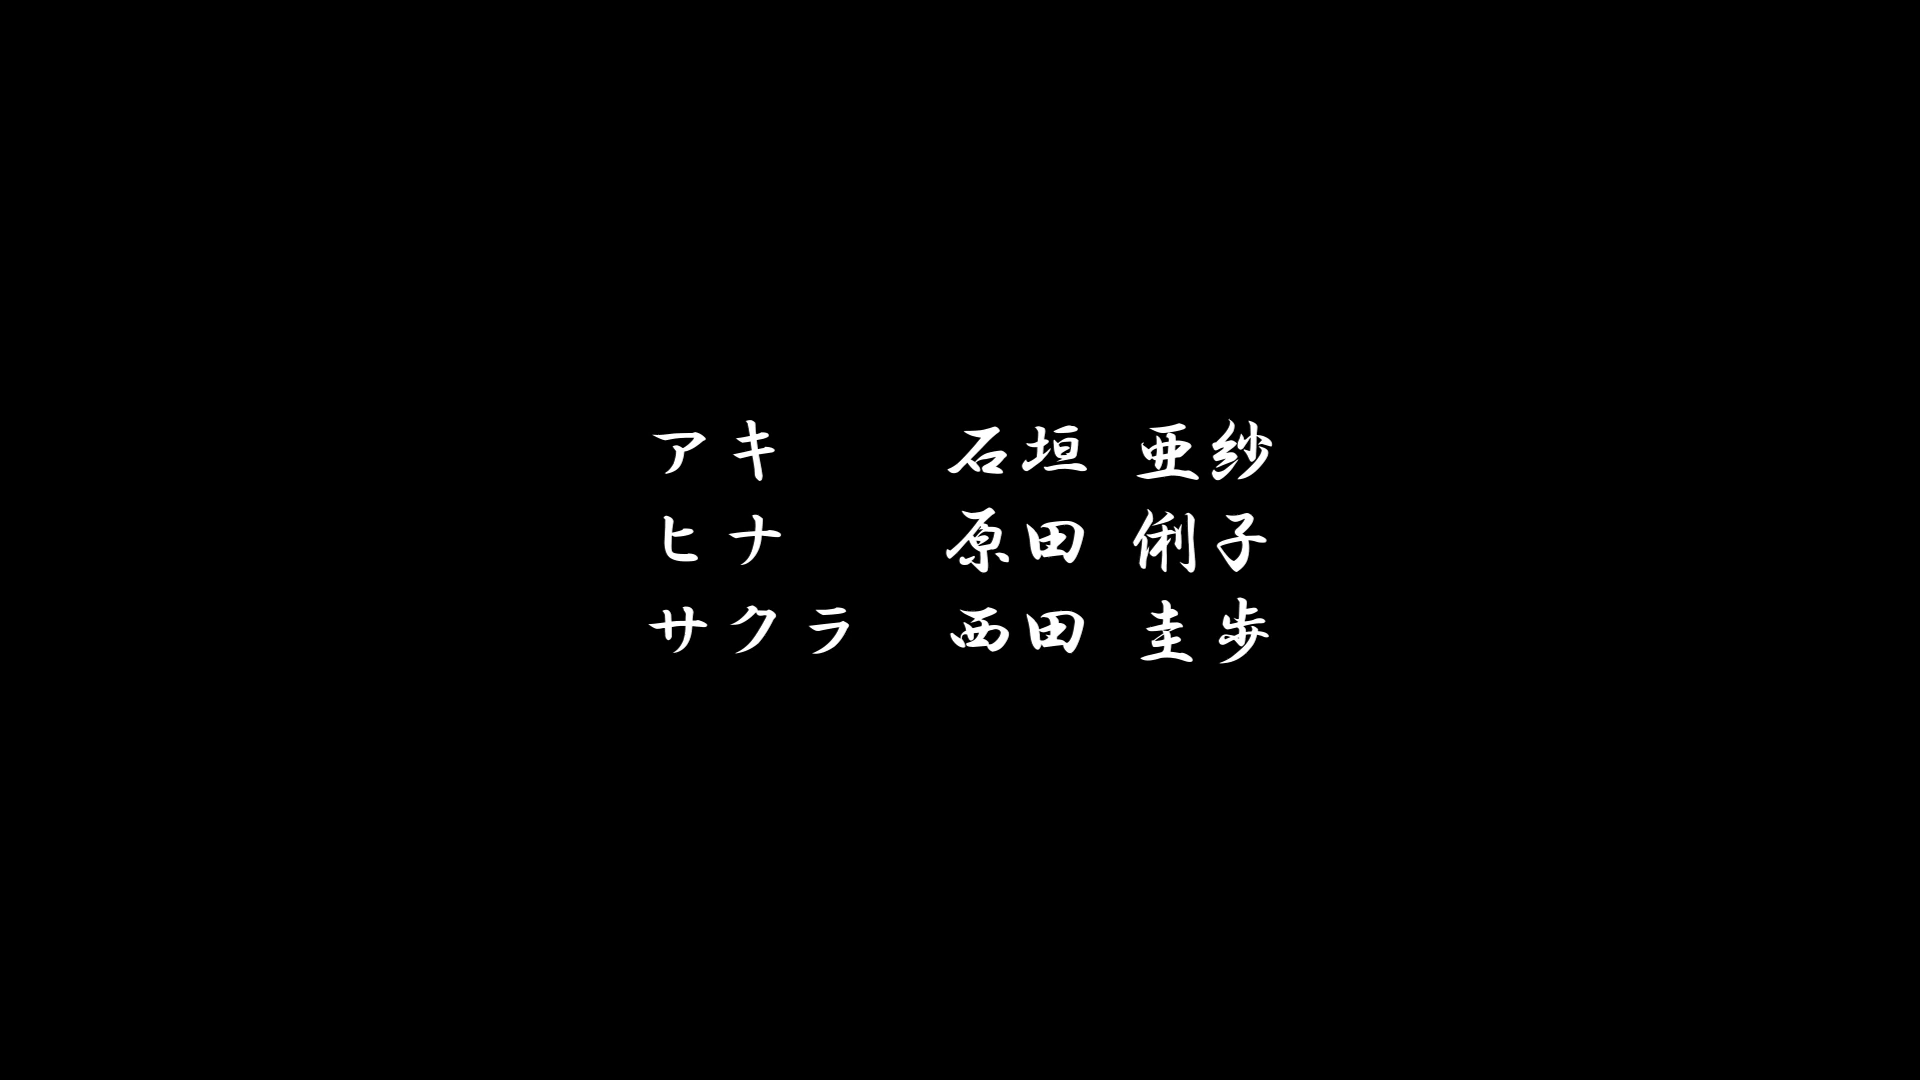 アキ 石垣 亜紗
ヒナ 原田 俐子
サクラ 西田 圭歩